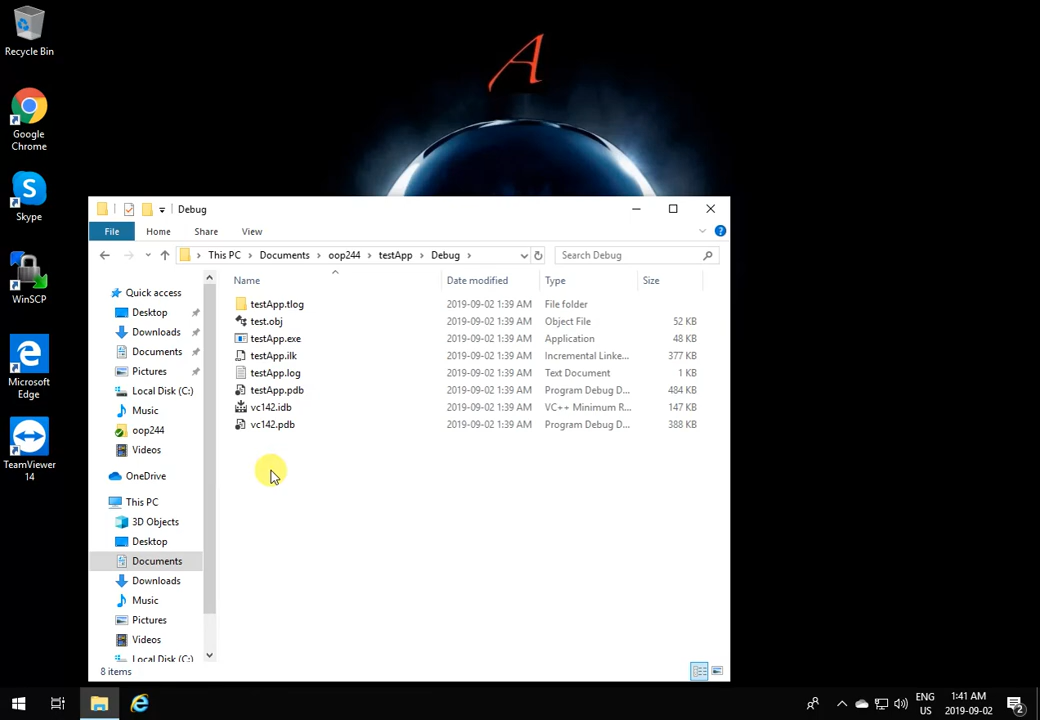 Recycle Bin
A
Google
Chrome
Skype
WinSCP
Microsoft
Edge
TeamViewer
14
Debug
File Home Share View
This PC > Documents > oop244 > testApp > Debug >
Search Debug
Name Date modified Type Size
testApp.tlog 2019-09-02 1:39 AM File folder
test.obj 2019-09-02 1:39 AM Object File 52 KB
testApp.exe 2019-09-02 1:39 AM Application 48 KB
testApp.ilk 2019-09-02 1:39 AM Incremental Linke... 377 KB
testApp.log 2019-09-02 1:39 AM Text Document 1 KB
testApp.pdb 2019-09-02 1:39 AM Program Debug D... 484 KB
vc142.idb 2019-09-02 1:39 AM VC++ Minimum R... 147 KB
vc142.pdb 2019-09-02 1:39 AM Program Debug D... 388 KB
Quick access
Desktop
Downloads
Documents
Pictures
Local Disk (C:)
Music
oop244
Videos
OneDrive
This PC
3D Objects
Desktop
Documents
Downloads
Music
Pictures
Videos
Local Disk (C:)
8 items
ENG
US
1:41 AM
2019-09-02
2